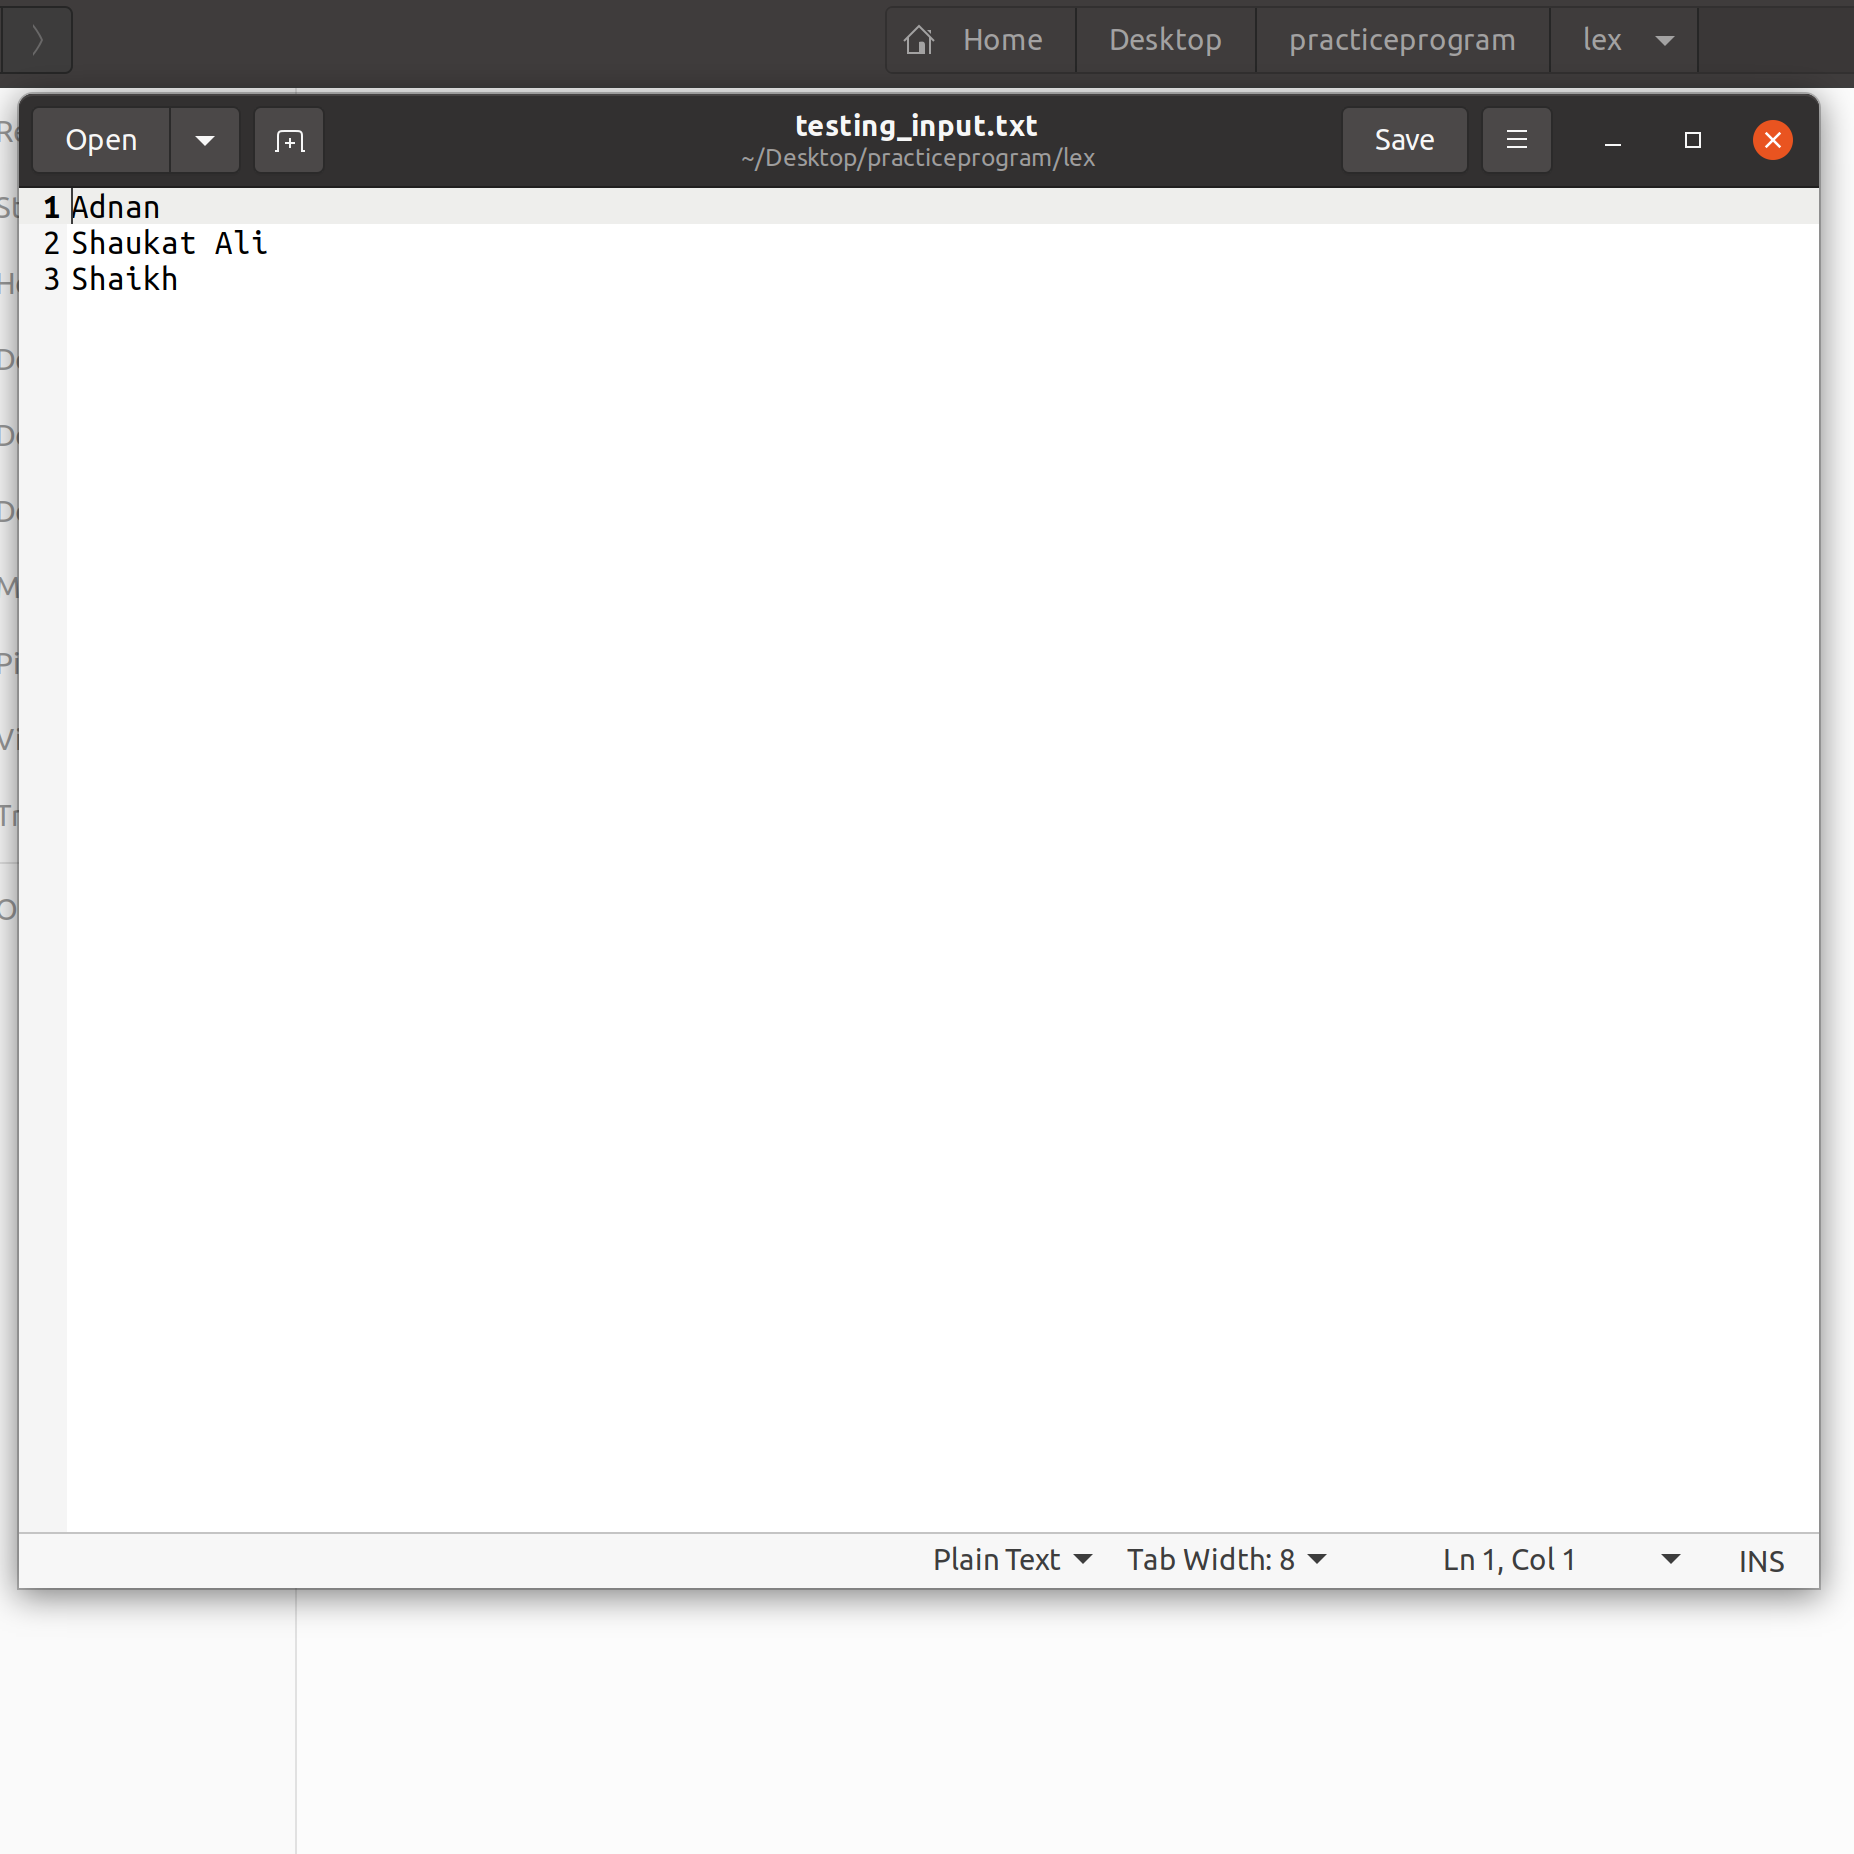 Home Desktop practiceprogram lex
Open testing_input.txt Save
~/Desktop/practiceprogram/lex
1 Adnan
2 Shaukat Ali
3 Shaikh
Plain Text Tab Width: 8 Ln 1, Col 1 INS